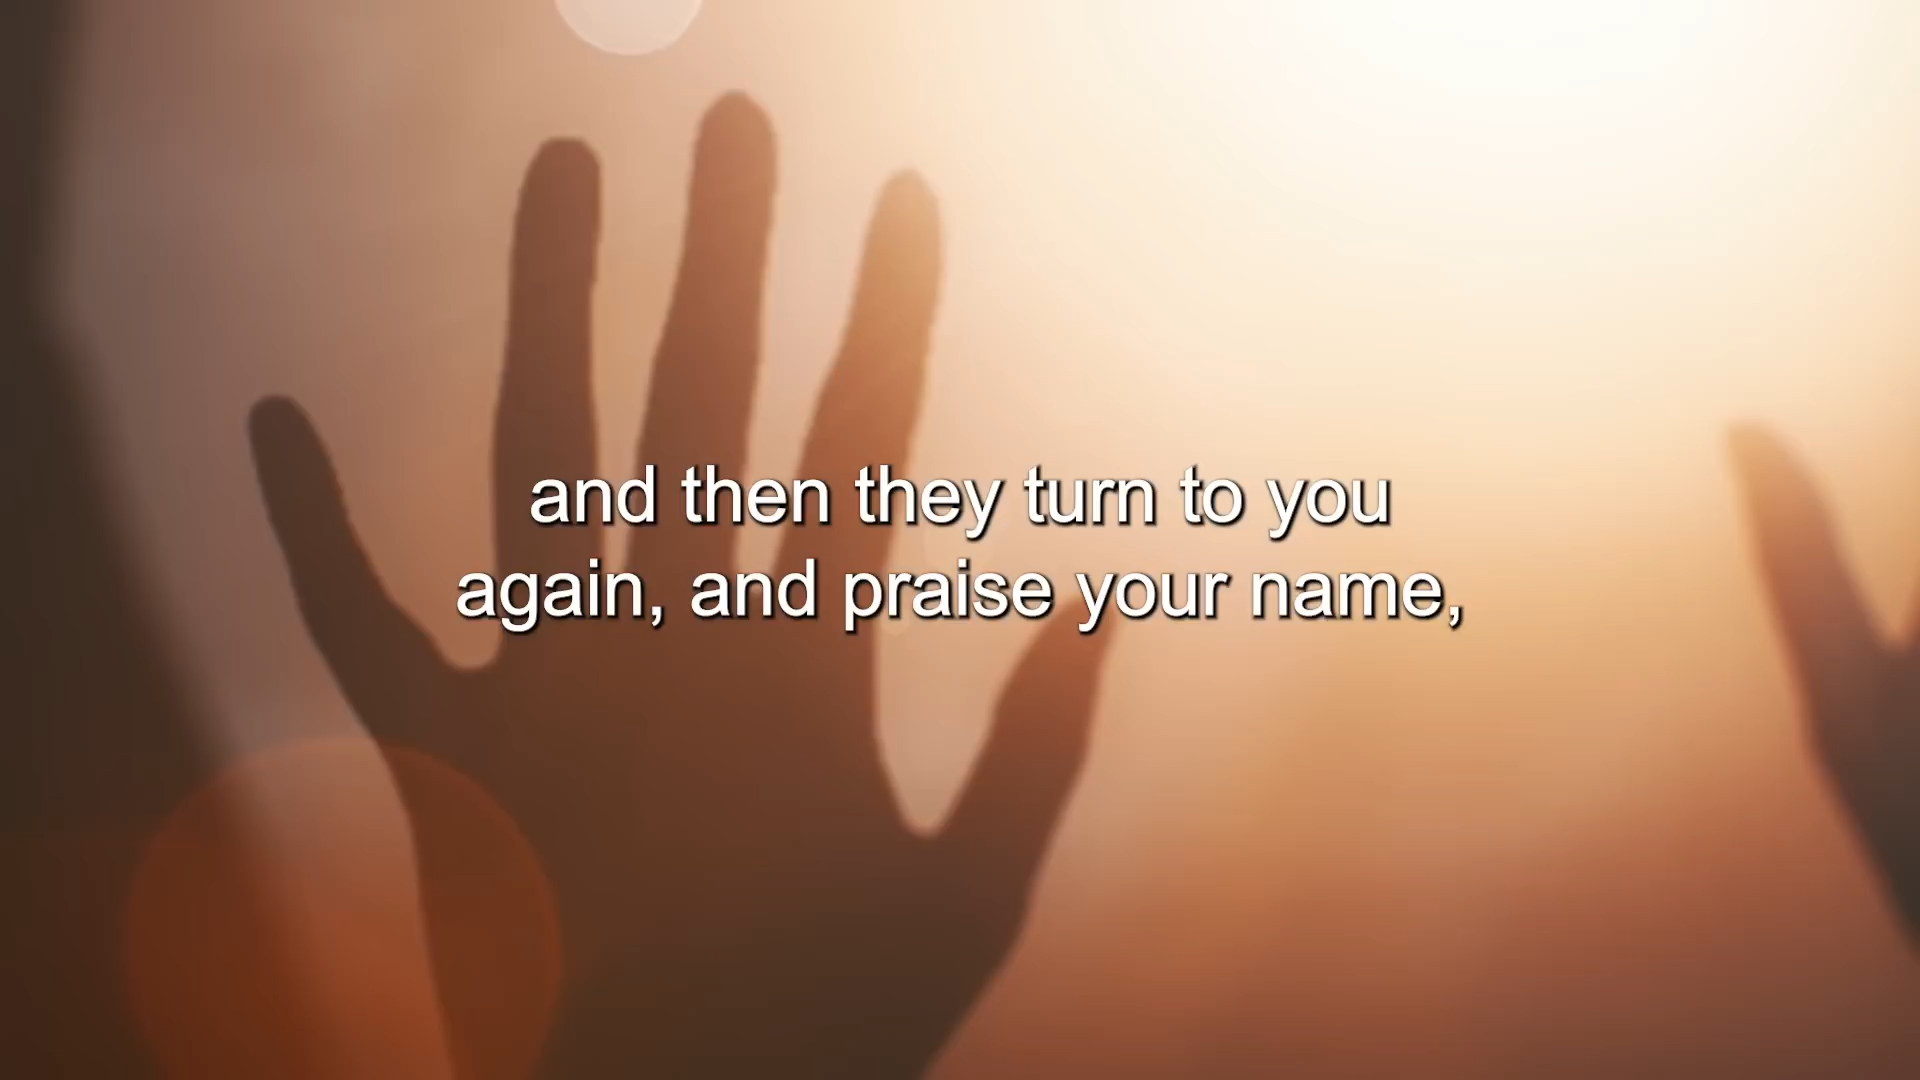 and then they turn to you
again, and praise your name,